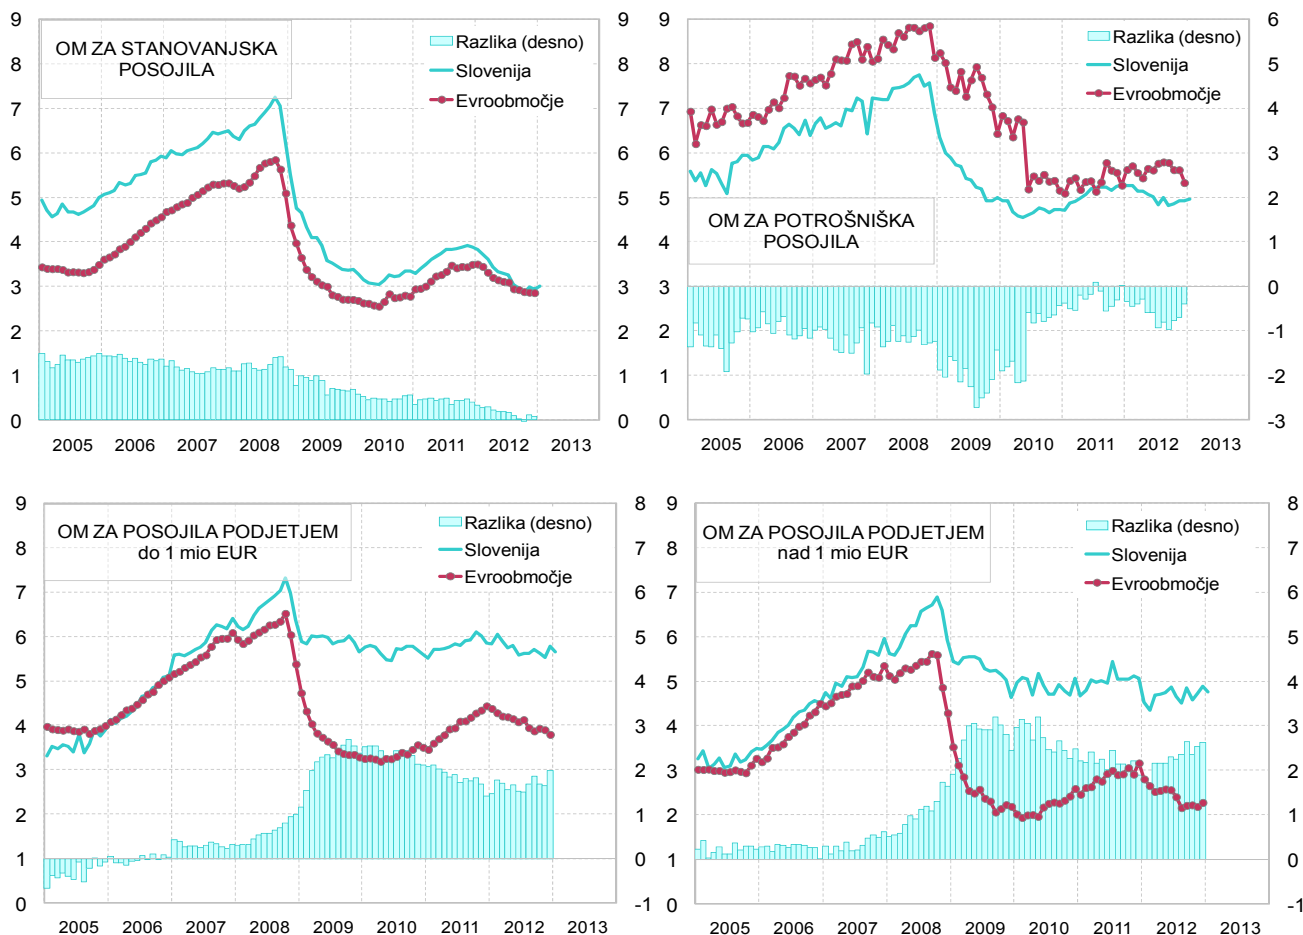 OM ZA STANOVANJSKA
POSOJILA
Razlika (desno)
Slovenija
Evroobmočje
9 9
8 8
7 7
6 6
5 5
4 4
3 3
2 2
1 1
0 0
2005 2006 2007 2008 2009 2010 2011 2012 2013
OM ZA POTROŠNIŠKA
POSOJILA
Razlika (desno)
Slovenija
Evroobmočje
9 6
8 5
7 4
6 3
5 2
4 1
3 0
2 -1
1 -2
0 -3
2005 2006 2007 2008 2009 2010 2011 2012 2013
OM ZA POSOJILA PODJETJEM
do 1 mio EUR
Razlika (desno)
Slovenija
Evroobmočje
9 8
8 7
7 6
6 5
5 4
4 3
3 2
2 1
1 0
0 -1
2005 2006 2007 2008 2009 2010 2011 2012 2013
OM ZA POSOJILA PODJETJEM
nad 1 mio EUR
Razlika (desno)
Slovenija
Evroobmočje
9 8
8 7
7 6
6 5
5 4
4 3
3 2
2 1
1 0
0 -1
2005 2006 2007 2008 2009 2010 2011 2012 2013